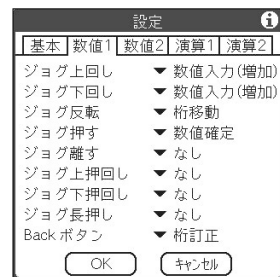 設定
基本 数値1 数値2 演算1 演算2
ジョグ上回し ▼数値入力(増加)
ジョグ下回し ▼数値入力(増加)
ジョグ反転 ▼桁移動
ジョグ押す ▼数値確定
ジョグ離す ▼なし
ジョグ上押回し ▼なし
ジョグ下押回し ▼なし
ジョグ長押し ▼なし
Backボタン ▼桁訂正
OK キャンセル